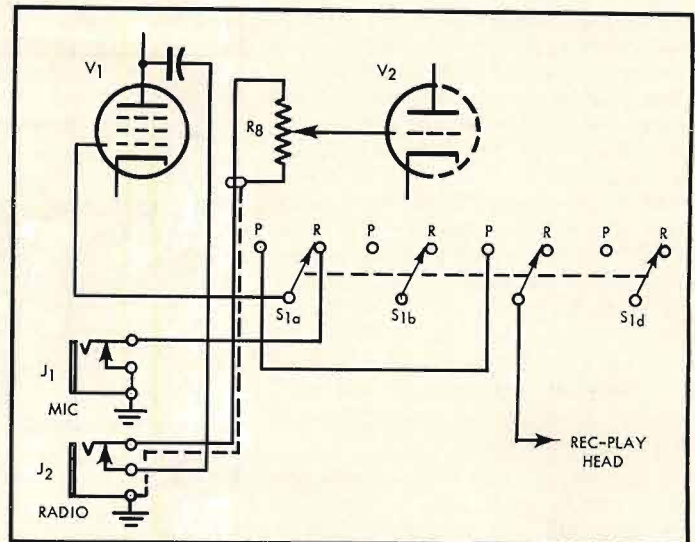 V1
V2
R8
P R P R P R P R
S1a S1b S1d
J1
MIC
REC-PLAY
HEAD
J2
RADIO